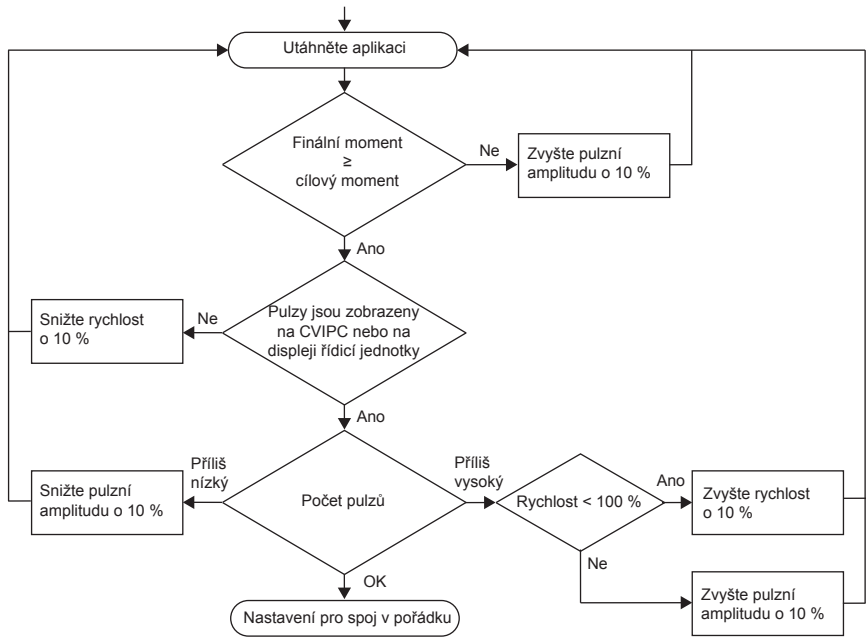 Utáhněte aplikaci
Finální moment
≥
cílový moment
Ne
Zvyšte pulzní
amplitudu o 10 %
Ano
Pulzy jsou zobrazeny
na CVIPC nebo na
displeji řídicí jednotky
Ne
Snižte rychlost
o 10 %
Ano
Počet pulzů
Příliš
nízký
Snižte pulzní
amplitudu o 10 %
Příliš
vysoký
Rychlost < 100 %
Ano
Zvyšte rychlost
o 10 %
Ne
Zvyšte pulzní
amplitudu o 10 %
OK
Nastavení pro spoj v pořádku